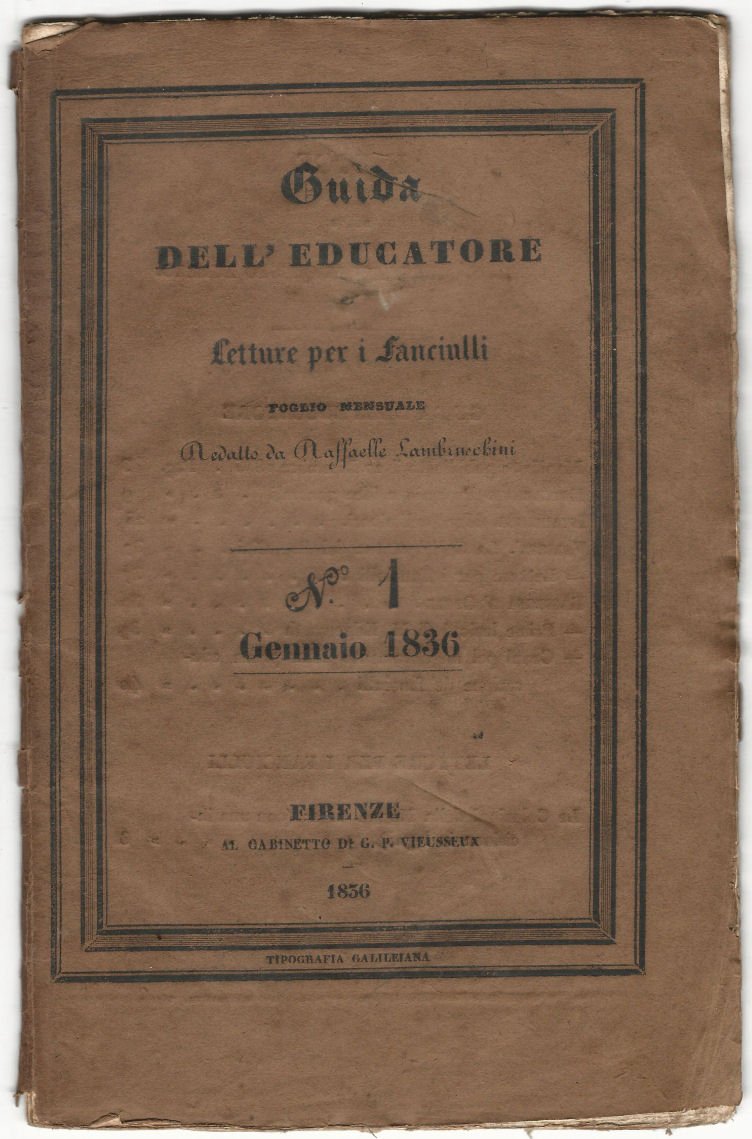 Guida
DELL' EDUCATORE
e
Letture per i Fanciulli
FOGLIO MENSUALE
Redatto da Raffaelle Lambruschini
N.º 1
Gennaio 1836
FIRENZE
AL GABINETTO DI G. P. VIEUSSEUX
1836
TIPOGRAFIA GALILEIANA